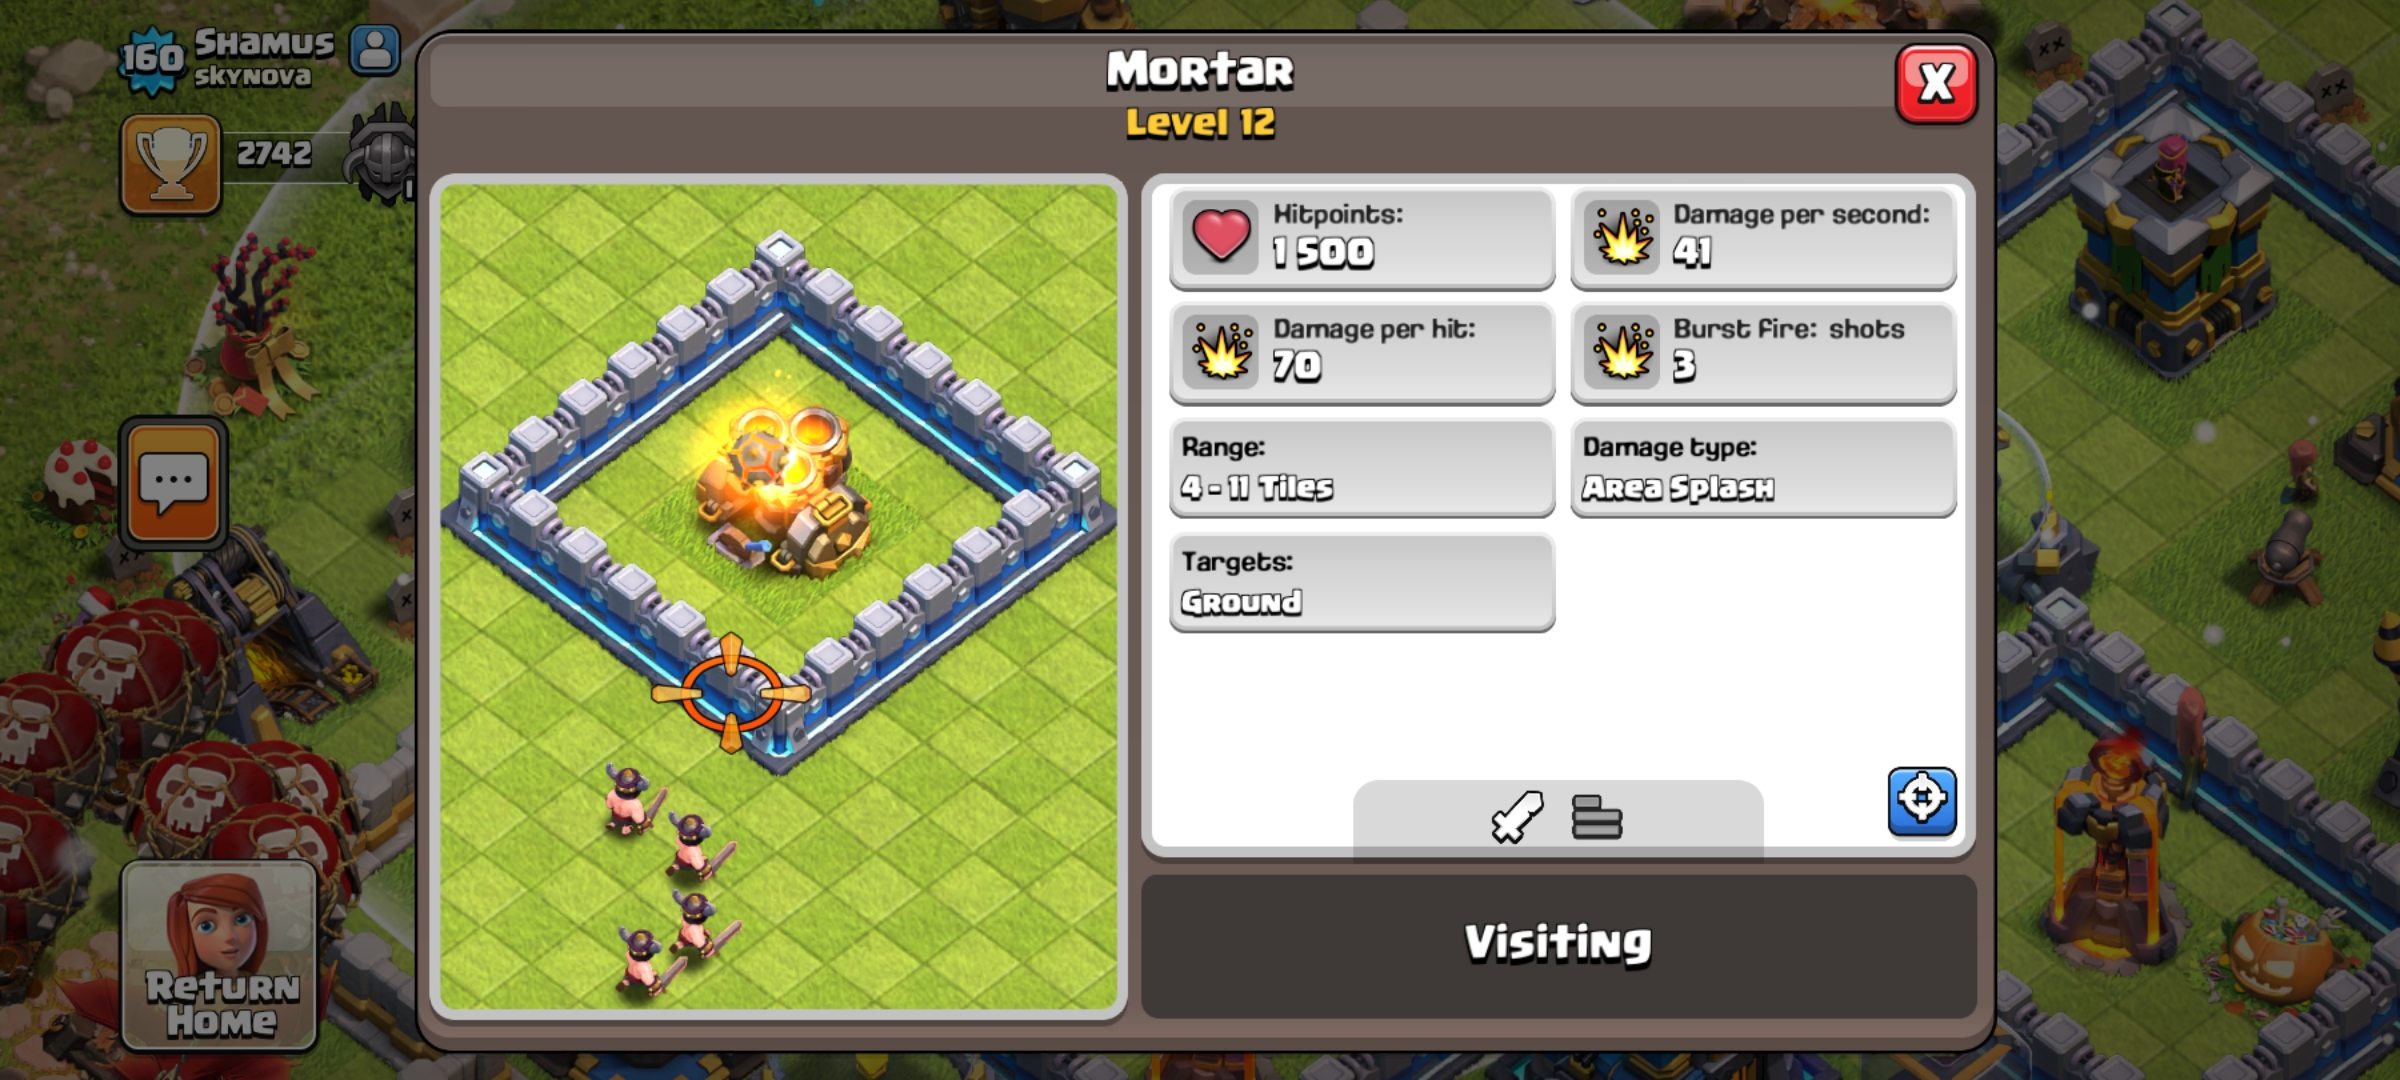 160
Shamus
skynova
2742
I
Mortar
Level 12
X
Hitpoints:
1 500
Damage per second:
41
Damage per hit:
70
Burst fire: shots
3
Range:
4 - 11 Tiles
Damage type:
Area Splash
Targets:
Ground
Visiting
Return
Home